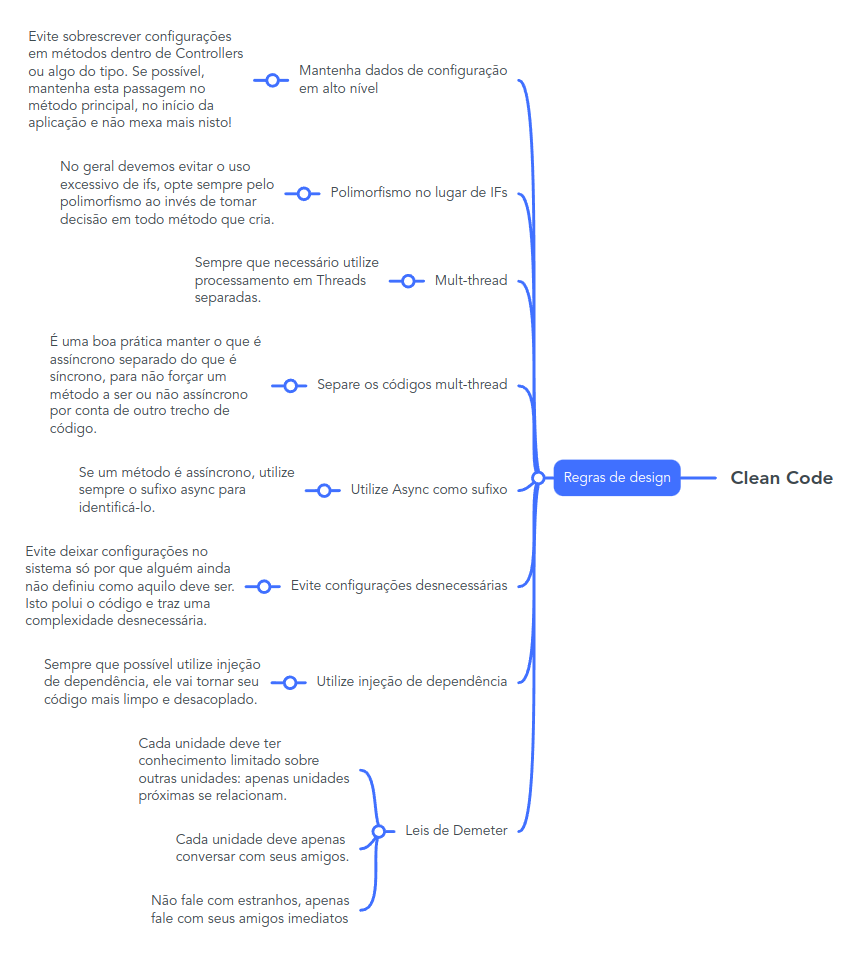 Clean Code
Regras de design
Mantenha dados de configuração
em alto nível
Evite sobrescrever configurações
em métodos dentro de Controllers
ou algo do tipo. Se possível,
mantenha esta passagem no
método principal, no início da
aplicação e não mexa mais nisto!
Polimorfismo no lugar de IFs
No geral devemos evitar o uso
excessivo de ifs, opte sempre pelo
polimorfismo ao invés de tomar
decisão em todo método que cria.
Mult-thread
Sempre que necessário utilize
processamento em Threads
separadas.
Separe os códigos mult-thread
É uma boa prática manter o que é
assíncrono separado do que é
síncrono, para não forçar um
método a ser ou não assíncrono
por conta de outro trecho de
código.
Utilize Async como sufixo
Se um método é assíncrono, utilize
sempre o sufixo async para
identificá-lo.
Evite configurações desnecessárias
Evite deixar configurações no
sistema só por que alguém ainda
não definiu como aquilo deve ser.
Isto polui o código e traz uma
complexidade desnecessária.
Utilize injeção de dependência
Sempre que possível utilize injeção
de dependência, ele vai tornar seu
código mais limpo e desacoplado.
Leis de Demeter
Cada unidade deve ter
conhecimento limitado sobre
outras unidades: apenas unidades
próximas se relacionam.
Cada unidade deve apenas
conversar com seus amigos.
Não fale com estranhos, apenas
fale com seus amigos imediatos